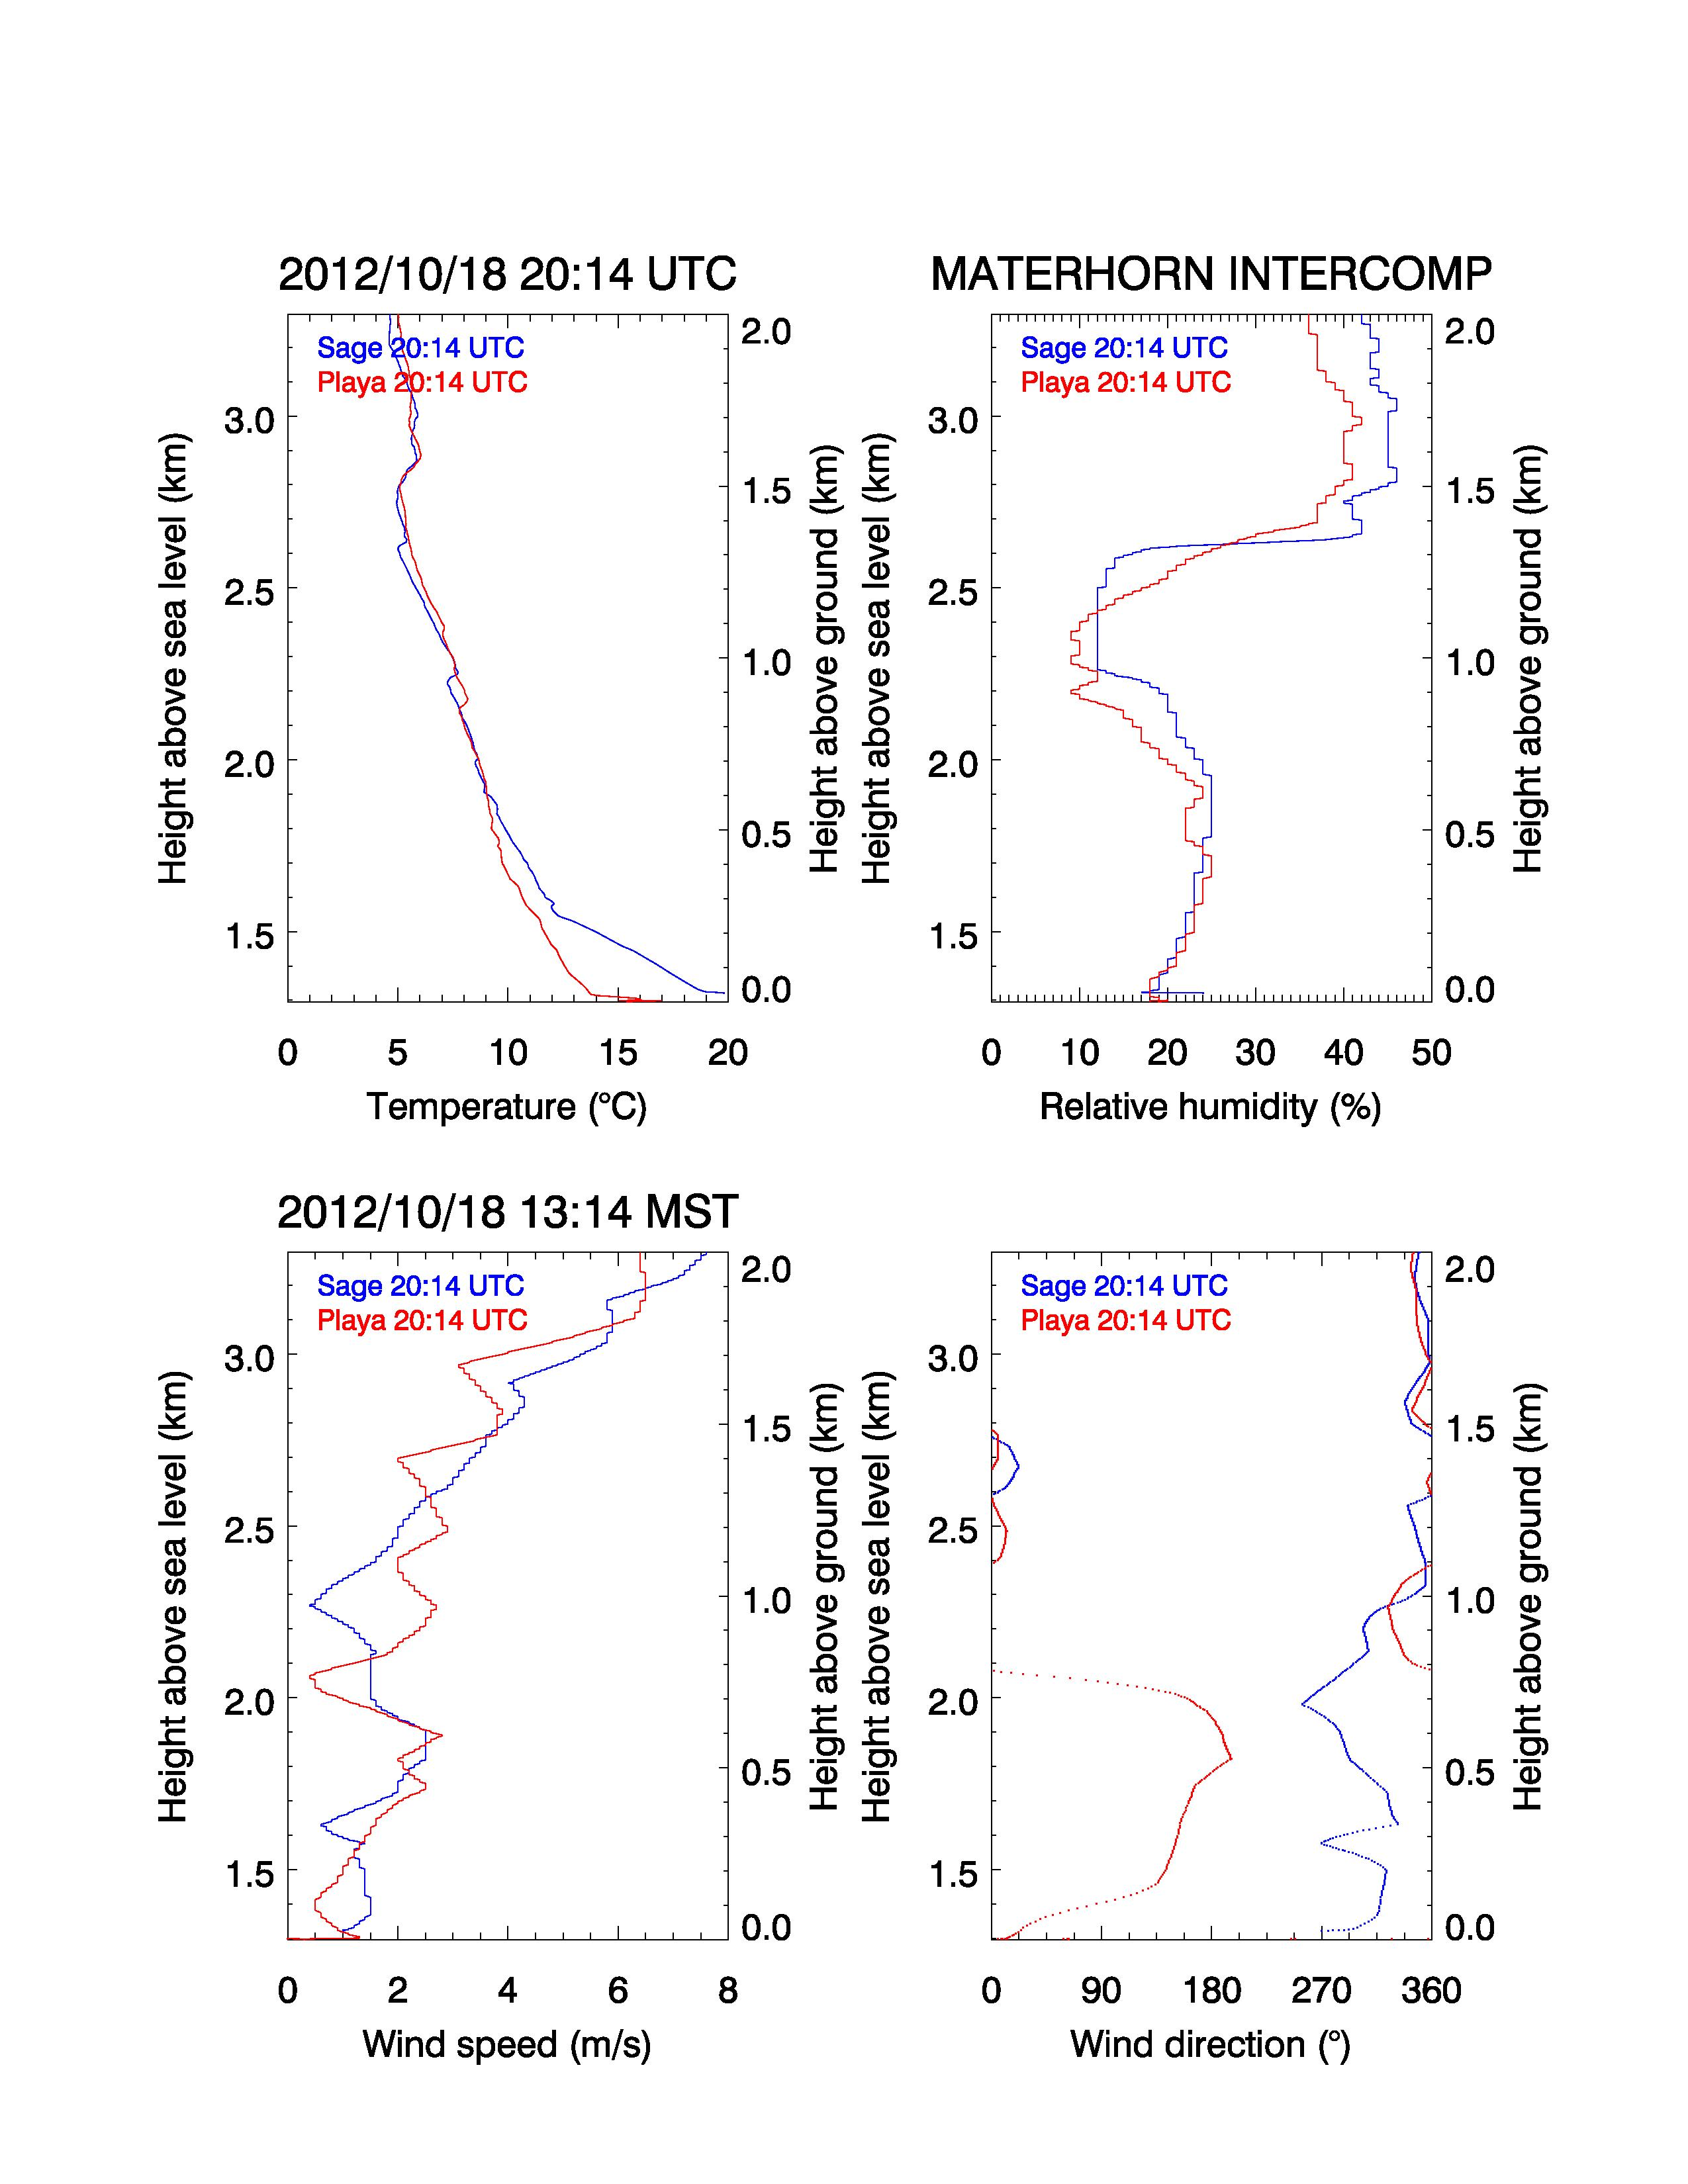 2012/10/18 20:14 UTC
MATERHORN INTERCOMP
Sage 20:14 UTC
Playa 20:14 UTC
Height above sea level (km)
3.0
2.5
2.0
1.5
2.0
1.5
1.0
0.5
0.0
Height above ground (km)
0 5 10 15 20
Temperature (°C)
Sage 20:14 UTC
Playa 20:14 UTC
Height above sea level (km)
3.0
2.5
2.0
1.5
2.0
1.5
1.0
0.5
0.0
Height above ground (km)
0 10 20 30 40 50
Relative humidity (%)
2012/10/18 13:14 MST
Sage 20:14 UTC
Playa 20:14 UTC
Height above sea level (km)
3.0
2.5
2.0
1.5
2.0
1.5
1.0
0.5
0.0
Height above ground (km)
0 2 4 6 8
Wind speed (m/s)
Sage 20:14 UTC
Playa 20:14 UTC
Height above sea level (km)
3.0
2.5
2.0
1.5
2.0
1.5
1.0
0.5
0.0
Height above ground (km)
0 90 180 270 360
Wind direction (°)